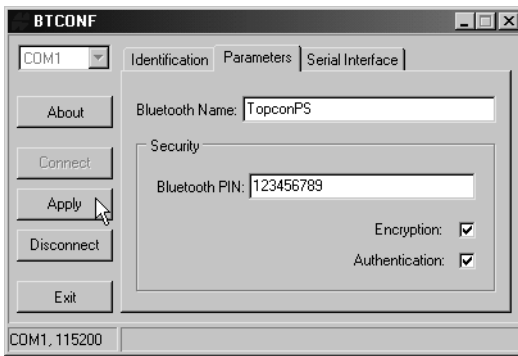 BTCONF
COM1
Identification Parameters Serial Interface
About
Bluetooth Name: TopconPS
Security
Connect
Bluetooth PIN: 123456789
Apply
Encryption:
Disconnect
Authentication:
Exit
COM1, 115200